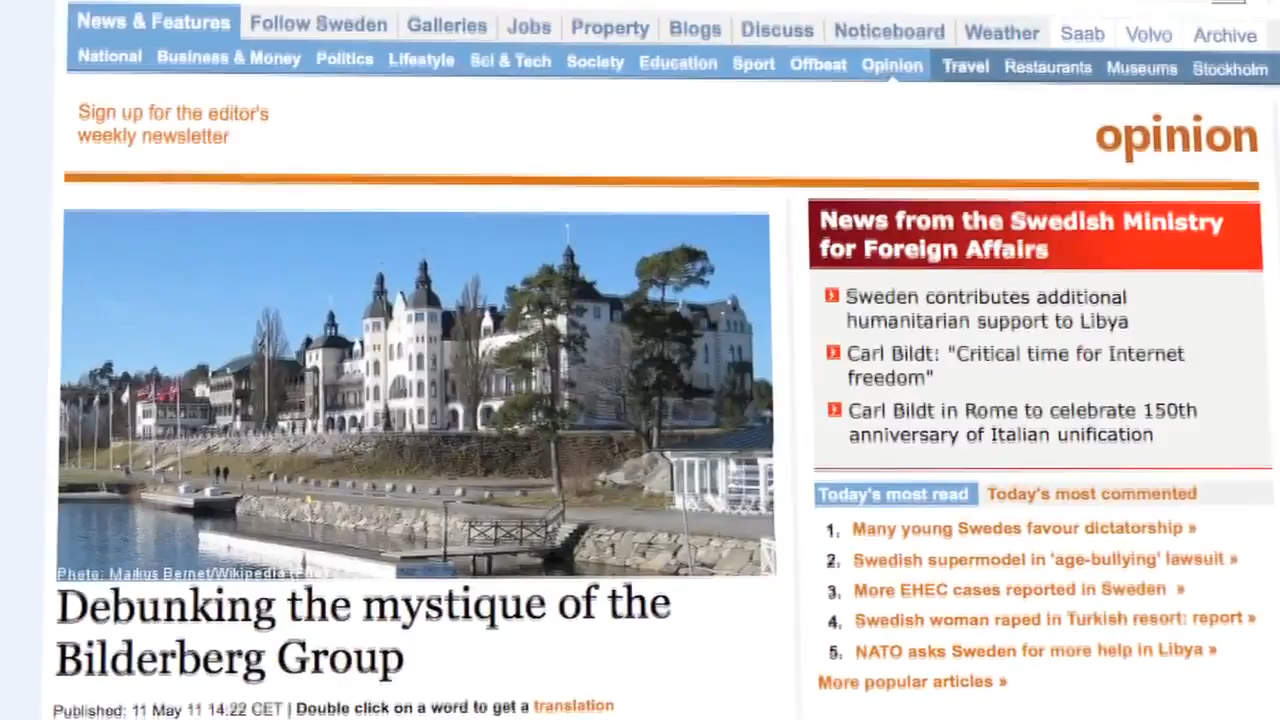 News & Features Follow Sweden Galleries Jobs Property Blogs Discuss Noticeboard Weather Saab Volvo Archive
National Business & Money Politics Lifestyle Sci & Tech Society Education Sport Offbeat Opinion Travel Restaurants Museums Stockholm
Sign up for the editor's
weekly newsletter
opinion
Photo: Markus Bernet/Wikipedia
Debunking the mystique of the
Bilderberg Group
Published: 11 May 11 14:22 CET | Double click on a word to get a translation
News from the Swedish Ministry
for Foreign Affairs
Sweden contributes additional
humanitarian support to Libya
Carl Bildt: "Critical time for Internet
freedom"
Carl Bildt in Rome to celebrate 150th
anniversary of Italian unification
Today's most read Today's most commented
1. Many young Swedes favour dictatorship »
2. Swedish supermodel in 'age-bullying' lawsuit »
3. More EHEC cases reported in Sweden »
4. Swedish woman raped in Turkish resort: report »
5. NATO asks Sweden for more help in Libya »
More popular articles »